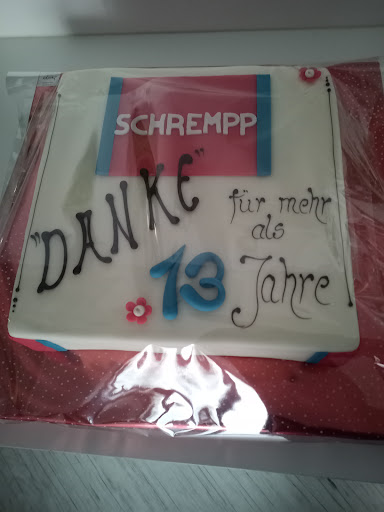 SCHREMPP
"DANKE"
für mehr
als
13 Jahre